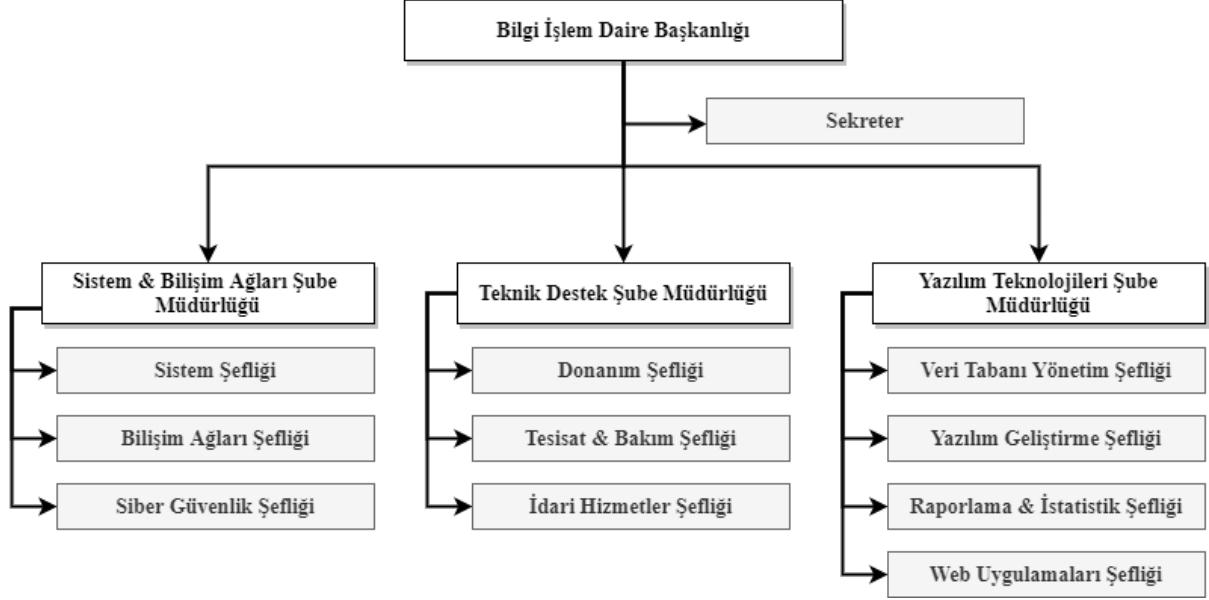 Bilgi İşlem Daire Başkanlığı
Sekreter
Sistem & Bilişim Ağları Şube
Müdürlüğü
Sistem Şefliği
Bilişim Ağları Şefliği
Siber Güvenlik Şefliği
Teknik Destek Şube Müdürlüğü
Donanım Şefliği
Tesisat & Bakım Şefliği
İdari Hizmetler Şefliği
Yazılım Teknolojileri Şube
Müdürlüğü
Veri Tabanı Yönetim Şefliği
Yazılım Geliştirme Şefliği
Raporlama & İstatistik Şefliği
Web Uygulamaları Şefliği